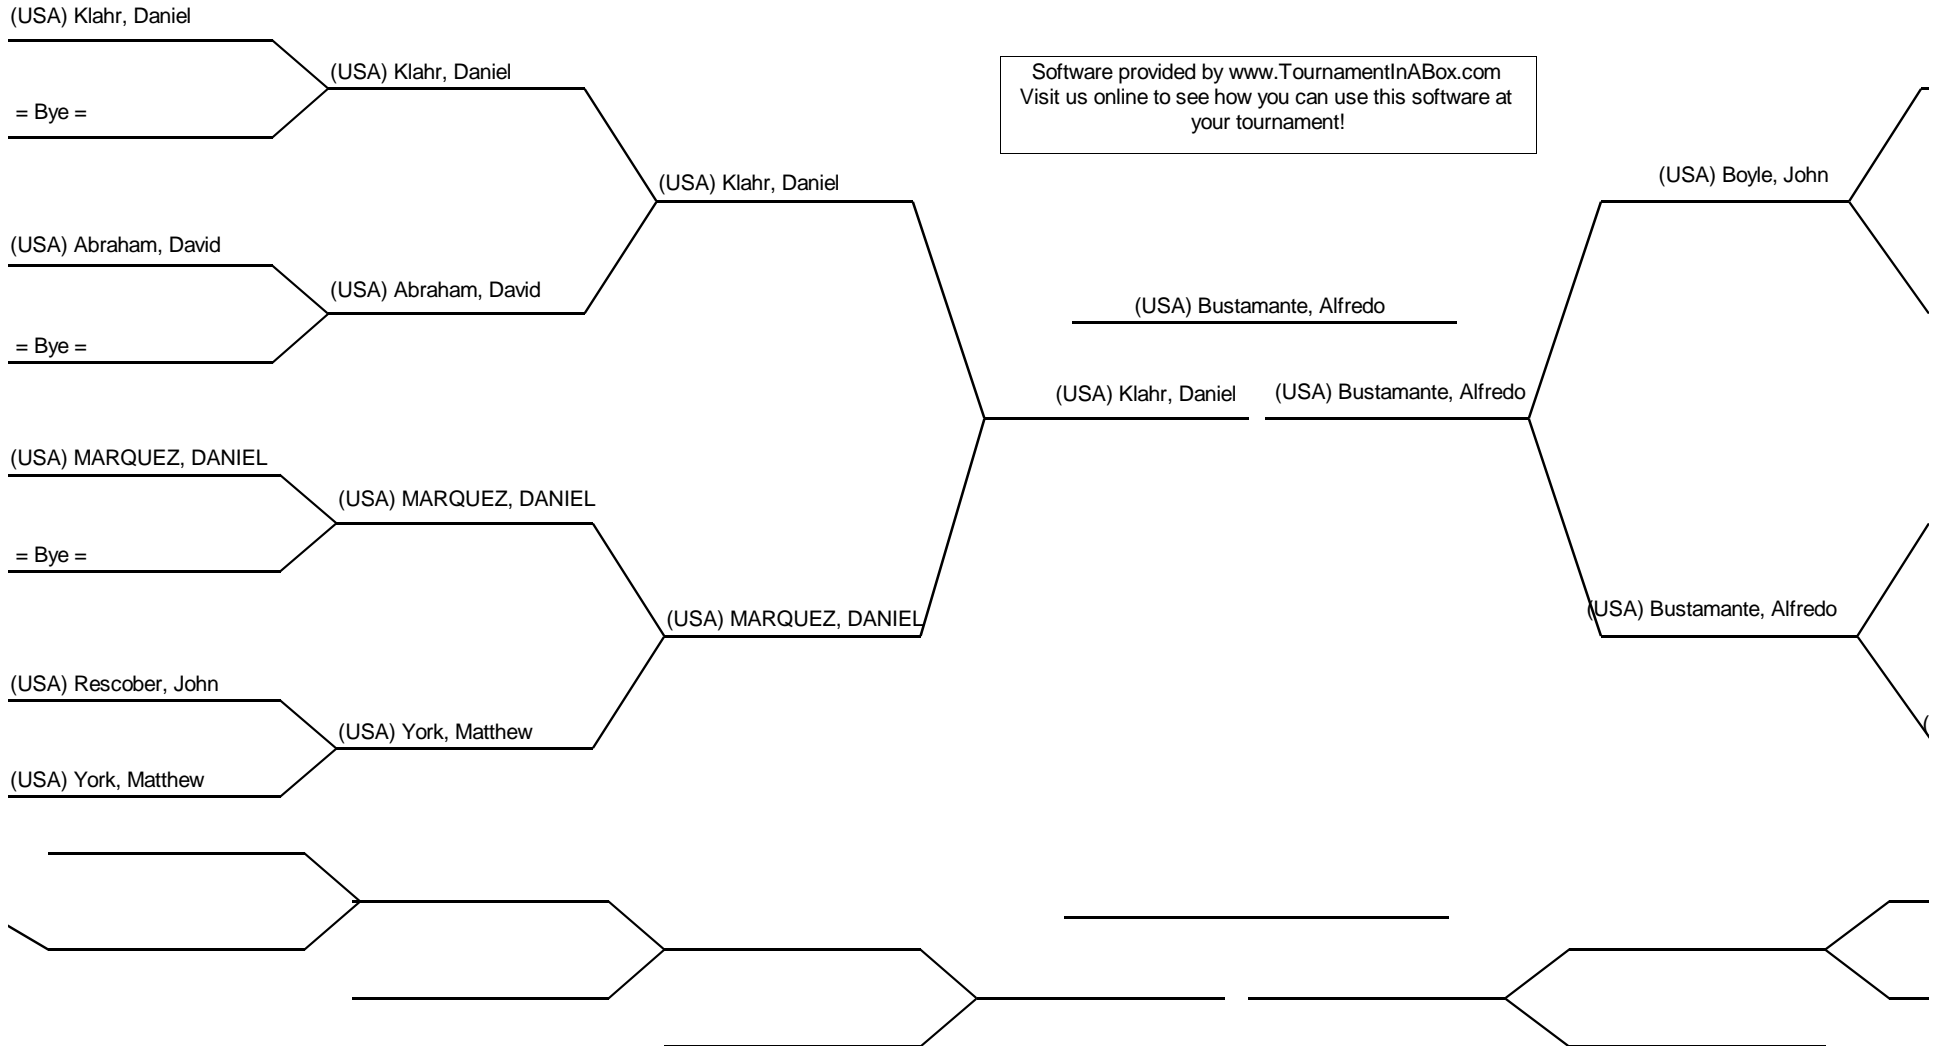 (USA) Klahr, Daniel
= Bye =
(USA) Abraham, David
= Bye =
(USA) MARQUEZ, DANIEL
= Bye =
(USA) Rescober, John
(USA) York, Matthew
(USA) Klahr, Daniel
(USA) Abraham, David
(USA) MARQUEZ, DANIEL
(USA) York, Matthew
(USA) Klahr, Daniel
(USA) MARQUEZ, DANIEL
Software provided by www.TournamentInABox.com
Visit us online to see how you can use this software at
your tournament!
(USA) Bustamante, Alfredo
(USA) Klahr, Daniel
(USA) Bustamante, Alfredo
(USA) Boyle, John
(USA) Bustamante, Alfredo
(